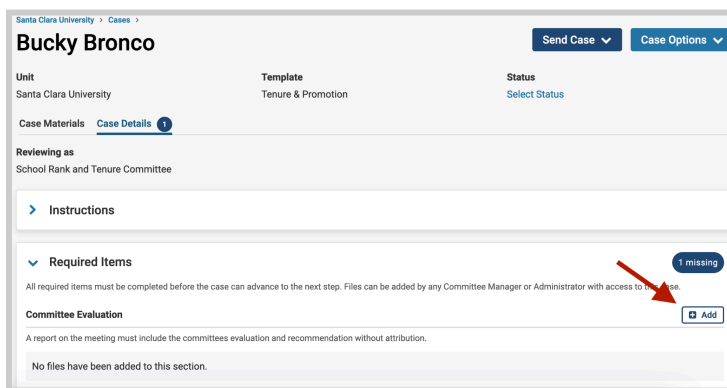 Santa Clara University > Cases >
Bucky Bronco
Send Case
Case Options
Unit
Template
Status
Santa Clara University
Tenure & Promotion
Select Status
Case Materials
Case Details 1
Reviewing as
School Rank and Tenure Committee
Instructions
Required Items
1 missing
All required items must be completed before the case can advance to the next step. Files can be added by any Committee Manager or Administrator with access to this case.
Committee Evaluation
Add
A report on the meeting must include the committees evaluation and recommendation without attribution.
No files have been added to this section.